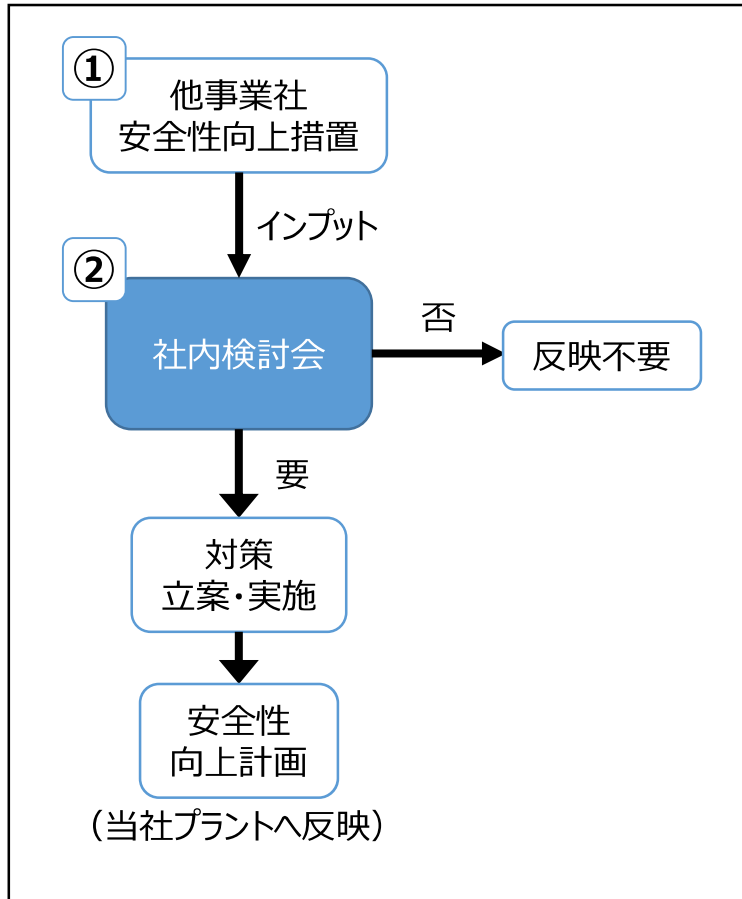 ①
他事業社
安全性向上措置
インプット
②
社内検討会
否
反映不要
要
対策
立案・実施
安全性
向上計画
（当社プラントへ反映）